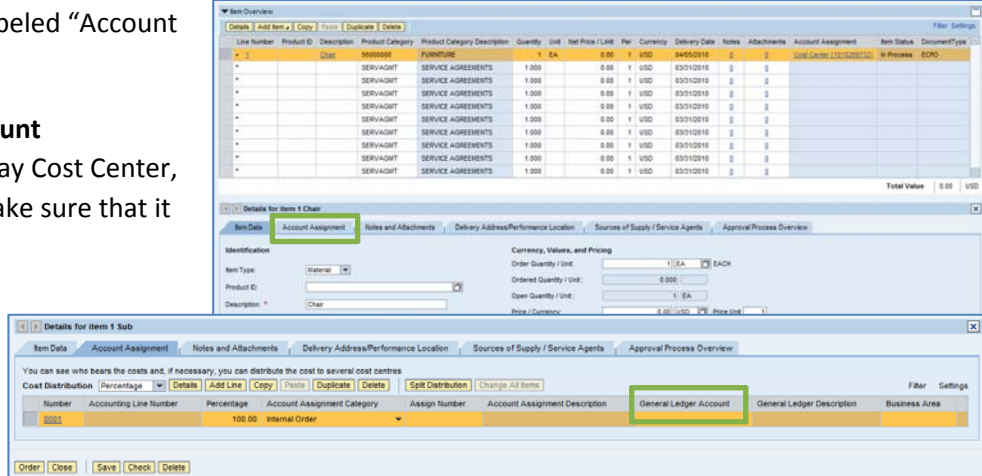 beled “Account
unt
ay Cost Center,
ake sure that it
Item Overview
Details Add Item Copy Paste Duplicate Delete Filter Settings
Line Number Product ID Description Product Category Product Category Description Quantity Unit Net Price / Limit Per Currency Delivery Date Notes Attachments Account Assignment Item Status DocumentType
• 1 Chair 56000000 FURNITURE 1 EA 0.00 1 USD 04/05/2010 0 0 In Process ECPO
• SERVAGMT SERVICE AGREEMENTS 1.000 0.00 1 USD 03/31/2010 0 0
• SERVAGMT SERVICE AGREEMENTS 1.000 0.00 1 USD 03/31/2010 0 0
• SERVAGMT SERVICE AGREEMENTS 1.000 0.00 1 USD 03/31/2010 0 0
• SERVAGMT SERVICE AGREEMENTS 1.000 0.00 1 USD 03/31/2010 0 0
• SERVAGMT SERVICE AGREEMENTS 1.000 0.00 1 USD 03/31/2010 0 0
• SERVAGMT SERVICE AGREEMENTS 1.000 0.00 1 USD 03/31/2010 0 0
• SERVAGMT SERVICE AGREEMENTS 1.000 0.00 1 USD 03/31/2010 0 0
• SERVAGMT SERVICE AGREEMENTS 1.000 0.00 1 USD 03/31/2010 0 0
• SERVAGMT SERVICE AGREEMENTS 1.000 0.00 1 USD 03/31/2010 0 0
Total Value 0.00 USD
Details for item 1 Chair
Item Data Account Assignment Notes and Attachments Delivery Address/Performance Location Sources of Supply / Service Agents Approval Process Overview
Identification Currency, Values, and Pricing
Order Quantity / Unit: 1 EA EACH
Item Type: Material Ordered Quantity / Unit: 0.000
Product ID: Open Quantity / Unit: 1 EA
Description: * Chair Price / Currency: 0.00 USD Price Unit 1
Details for item 1 Sub
Item Data Account Assignment Notes and Attachments Delivery Address/Performance Location Sources of Supply / Service Agents Approval Process Overview
You can see who bears the costs and, if necessary, you can distribute the cost to several cost centres
Cost Distribution Percentage Details Add Line Copy Paste Duplicate Delete Split Distribution Change All Items Filter Settings
Number Accounting Line Number Percentage Account Assignment Category Assign Number Account Assignment Description General Ledger Account General Ledger Description Business Area
0001 100.00 Internal Order
Order Close Save Check Delete